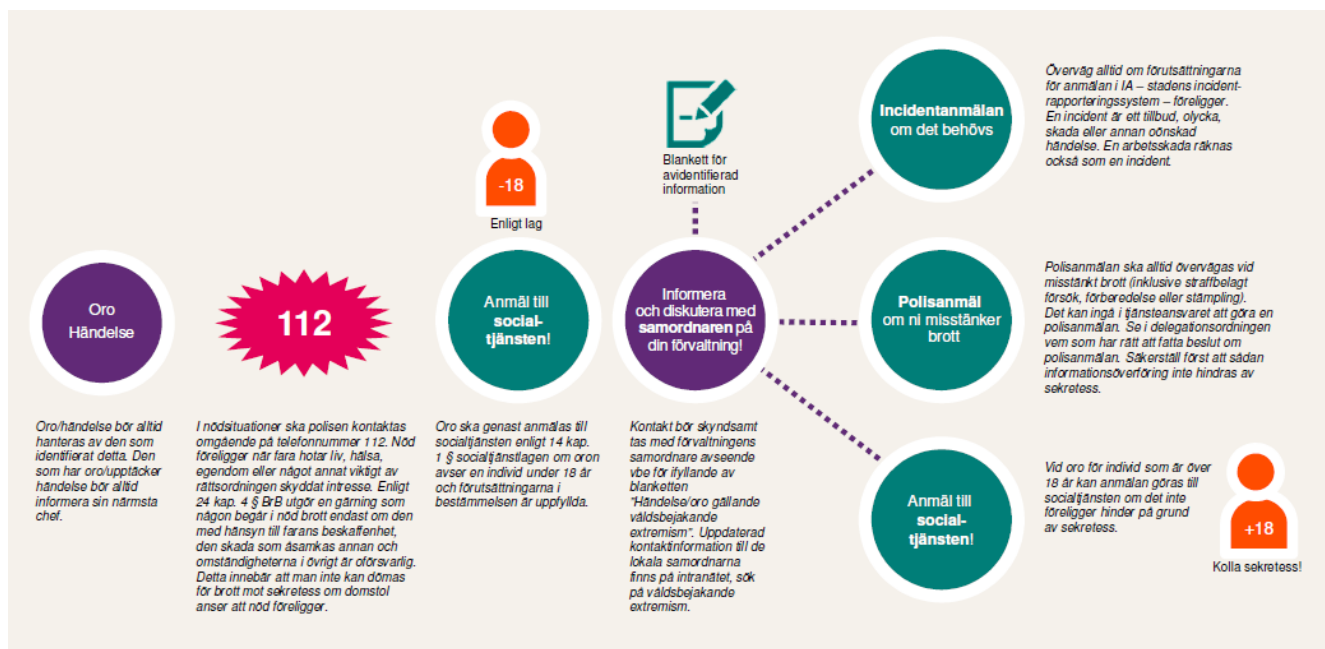 Oro
Händelse
Oro/händelse bör alltid
hanteras av den som
identifierat detta. Den
som har oro/upptäcker
händelse bör alltid
informera sin närmsta
chef.
112
I nödsituationer ska polisen kontaktas
omgående på telefonnummer 112. Nöd
föreligger när fara hotar liv, hälsa,
egendom eller något annat viktigt av
rättsordningen skyddat intresse. Enligt
24 kap. 4 § BrB utgör en gärning som
någon begår i nöd brott endast om den
med hänsyn till farans beskaffenhet,
den skada som åsamkas annan och
omständigheterna i övrigt är oförsvarlig.
Detta innebär att man inte kan dömas
för brott mot sekretess om domstol
anser att nöd föreligger.
-18
Enligt lag
Anmäl till
social-
tjänsten!
Oro ska genast anmälas till
socialtjänsten enligt 14 kap.
1 § socialtjänstlagen om oron
avser en individ under 18 år
och förutsättningarna i
bestämmelsen är uppfyllda.
Blankett för
avidentifierad
information
Informera
och diskutera med
samordnaren på
din förvaltning!
Kontakt bör skyndsamt
tas med förvaltningens
samordnare avseende
vbe för ifyllande av
blanketten
"Händelse/oro gällande
våldsbejakande
extremism". Uppdaterad
kontaktinformation till de
lokala samordnarna
finns på intranätet, sök
på våldsbejakande
extremism.
Incidentanmälan
om det behövs
Överväg alltid om förutsättningarna
för anmälan i IA – stadens incident-
rapporteringssystem – föreligger.
En incident är ett tillbud, olycka,
skada eller annan oönskad
händelse. En arbetsskada räknas
också som en incident.
Polisanmäl
om ni misstänker
brott
Polisanmälan ska alltid övervägas vid
misstänkt brott (inklusive straffbelagt
försök, förberedelse eller stämpling).
Det kan ingå i tjänsteansvaret att göra en
polisanmälan. Se i delegationsordningen
vem som har rätt att fatta beslut om
polisanmälan. Säkerställ först att sådan
informationsöverföring inte hindras av
sekretess.
Anmäl till
social-
tjänsten!
Vid oro för individ som är över
18 år kan anmälan göras till
socialtjänsten om det inte
föreligger hinder på grund
av sekretess.
+18
Kolla sekretess!